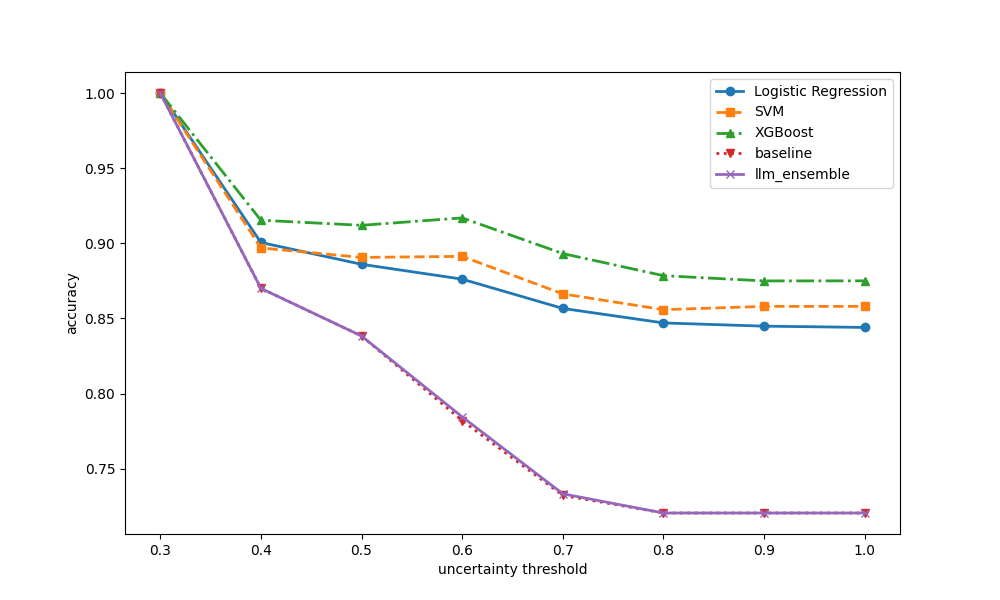 1.00
0.95
0.90
0.85
0.80
0.75
accuracy
0.3 0.4 0.5 0.6 0.7 0.8 0.9 1.0
uncertainty threshold
Logistic Regression
SVM
XGBoost
baseline
llm_ensemble